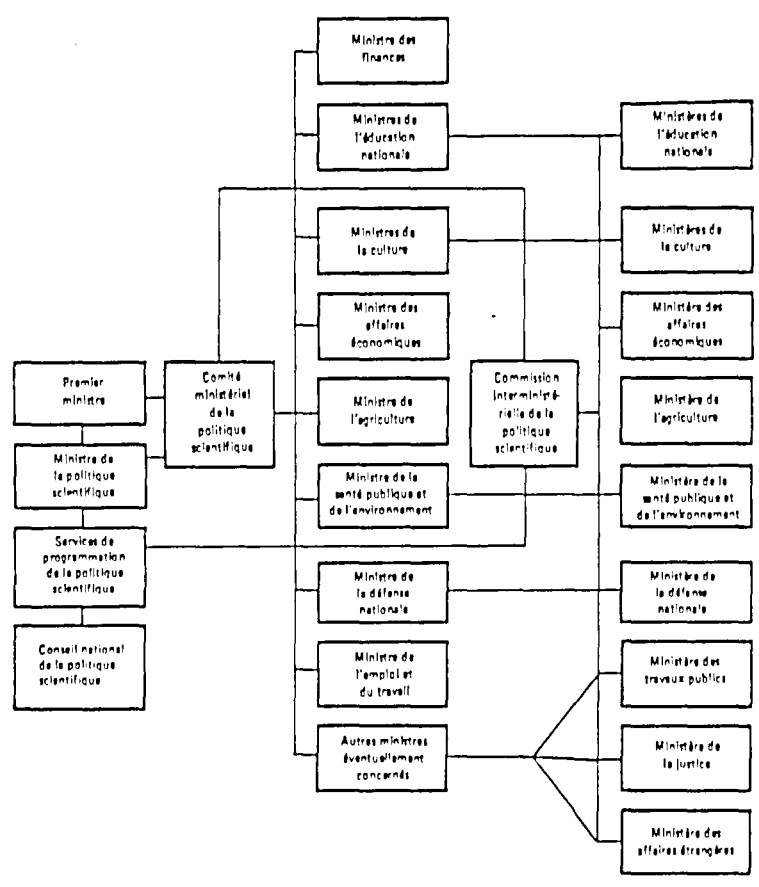 Ministre des
finances
Ministres de
l'éducation
nationale
Ministères de
l'éducation
nationale
Ministres de
la culture
Ministères de
la culture
Ministre des
affaires
économiques
Ministère des
affaires
économiques
Premier
ministre
Comité
ministériel
de la
politique
scientifique
Ministre de
l'agriculture
Commission
interministé-
rielle de la
politique
scientifique
Ministère de
l'agriculture
Ministre de
la politique
scientifique
Ministre de la
santé publique et
de l'environnement
Ministère de la
santé publique et
de l'environnement
Services de
programmation
de la politique
scientifique
Ministre de
la défense
nationale
Ministère de
la défense
nationale
Conseil national
de la politique
scientifique
Ministre de
l'emploi et
du travail
Ministère des
travaux publics
Autres ministres
éventuellement
concernés
Ministère de
la justice
Ministère des
affaires étrangères